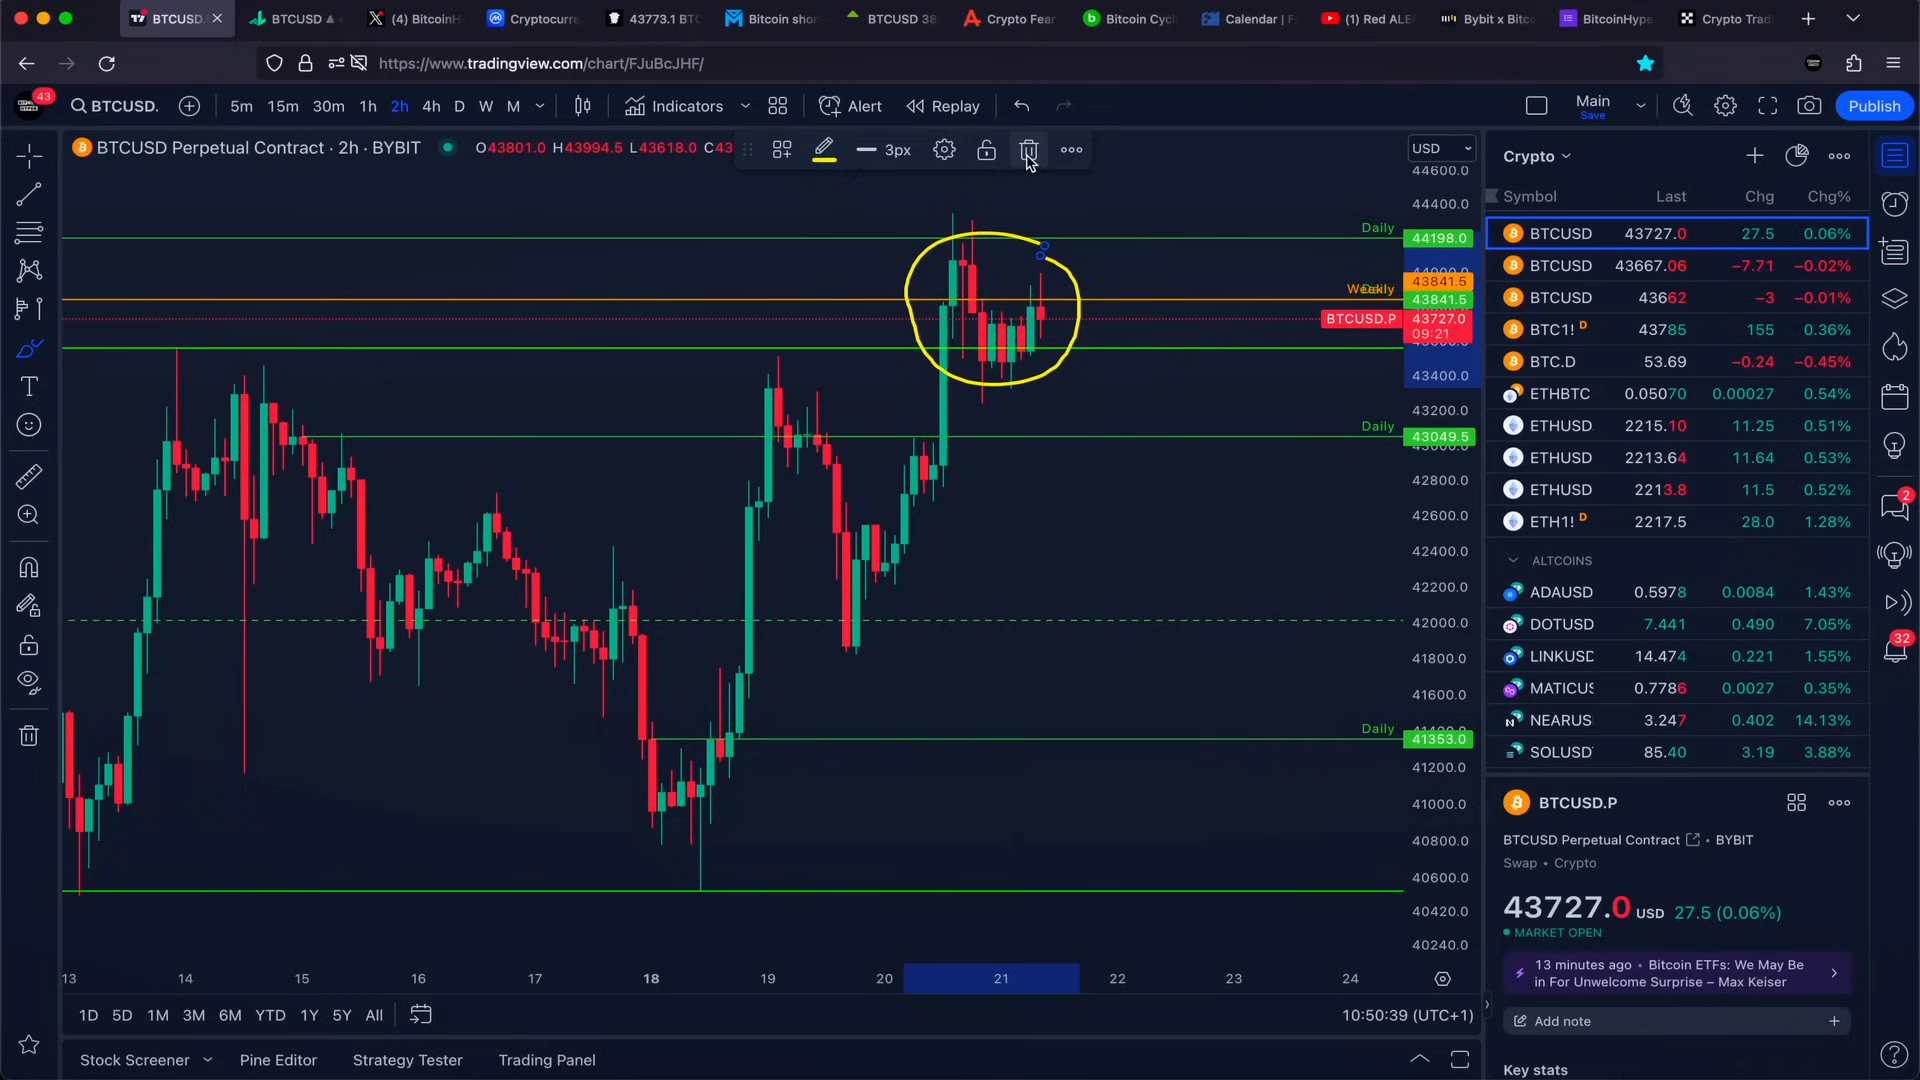 BTCUSD.
BTCUSD
(4) BitcoinH
Cryptocurre
43773.1 BTC
Bitcoin shor
BTCUSD 38
Crypto Fear
Bitcoin Cycl
Calendar | F
(1) Red ALE
Bybit x Bitc
BitcoinHype
Crypto Trad
https://www.tradingview.com/chart/FJuBcJHF/
43
BTCUSD.
5m 15m 30m 1h 2h 4h D W M
Indicators
Alert
Replay
Main
Save
Publish
BTCUSD Perpetual Contract · 2h · BYBIT
O43801.0 H43994.5 L43618.0 C43
3px
USD
44600.0
44400.0
Daily 44198.0
43841.5
43841.5
BTCUSD.P 43727.0
09:21
43400.0
43200.0
Daily 43049.5
42800.0
42600.0
42400.0
42200.0
42000.0
41800.0
41600.0
Daily 41353.0
41200.0
41000.0
40800.0
40600.0
40420.0
40240.0
13 14 15 16 17 18 19 20 21 22 23 24
1D 5D 1M 3M 6M YTD 1Y 5Y All
10:50:39 (UTC+1)
Stock Screener Pine Editor Strategy Tester Trading Panel
Crypto
Symbol Last Chg Chg%
BTCUSD 43727.0 27.5 0.06%
BTCUSD 43667.06 −7.71 −0.02%
BTCUSD 43662 −3 −0.01%
BTC1! D 43785 155 0.36%
BTC.D 53.69 −0.24 −0.45%
ETHBTC 0.05070 0.00027 0.54%
ETHUSD 2215.10 11.25 0.51%
ETHUSD 2213.64 11.64 0.53%
ETHUSD 2213.8 11.5 0.52%
ETH1! D 2217.5 28.0 1.28%
ALTCOINS
ADAUSD 0.5978 0.0084 1.43%
DOTUSD 7.441 0.490 7.05%
LINKUSD 14.474 0.221 1.55%
MATICUS 0.7786 0.0027 0.35%
NEARUS 3.247 0.402 14.13%
SOLUSD 85.40 3.19 3.88%
BTCUSD.P
BTCUSD Perpetual Contract • BYBIT
Swap • Crypto
43727.0 USD 27.5 (0.06%)
MARKET OPEN
13 minutes ago • Bitcoin ETFs: We May Be
in For Unwelcome Surprise – Max Keiser
Add note
Key stats
2
32